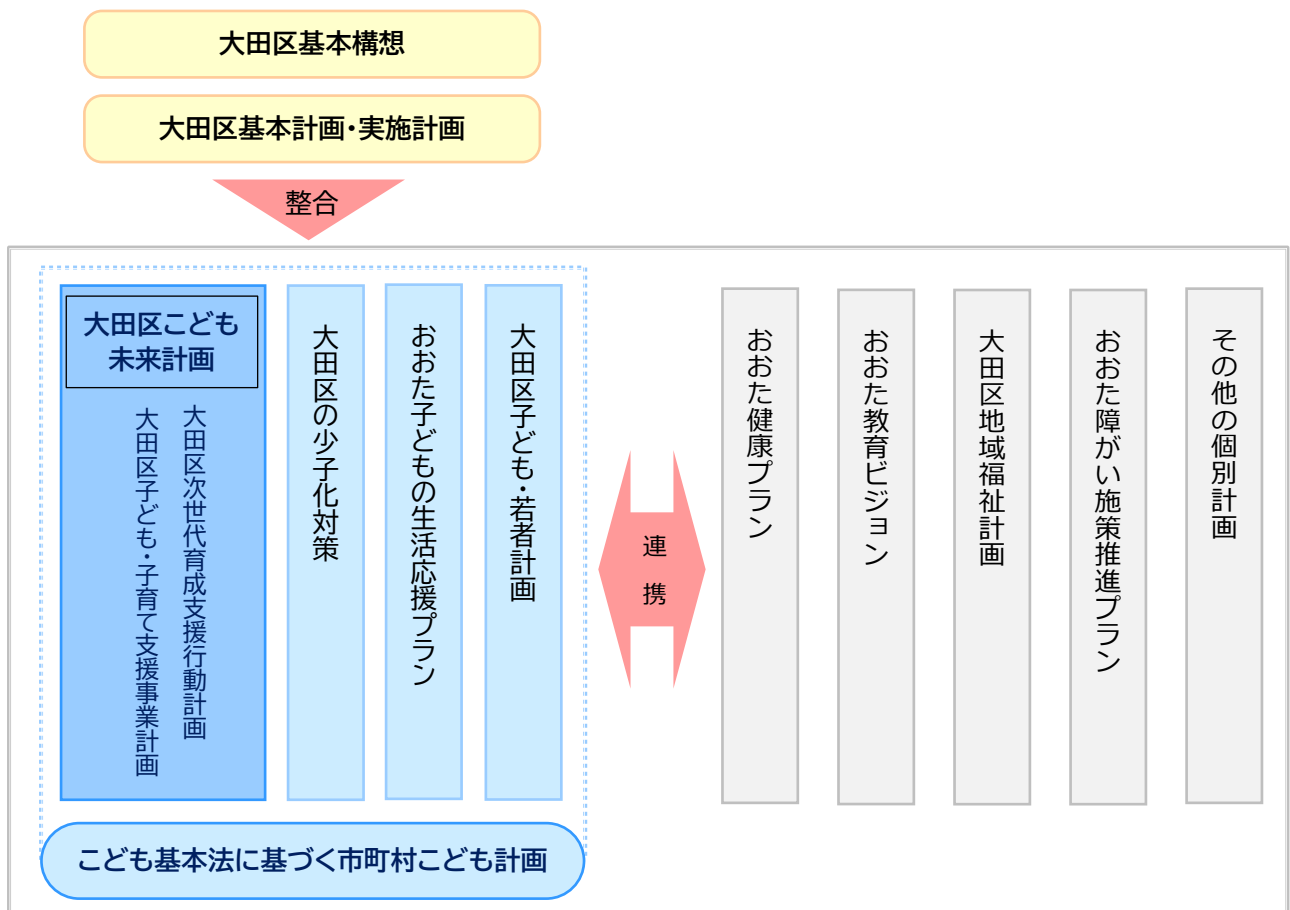 大田区基本構想
大田区基本計画・実施計画
整合
大田区こども
未来計画
大田区次世代育成支援行動計画
大田区子ども・子育て支援事業計画
大田区の少子化対策
おおた子どもの生活応援プラン
大田区子ども・若者計画
連
携
おおた健康プラン
おおた教育ビジョン
大田区地域福祉計画
おおた障がい施策推進プラン
その他の個別計画
こども基本法に基づく市町村こども計画